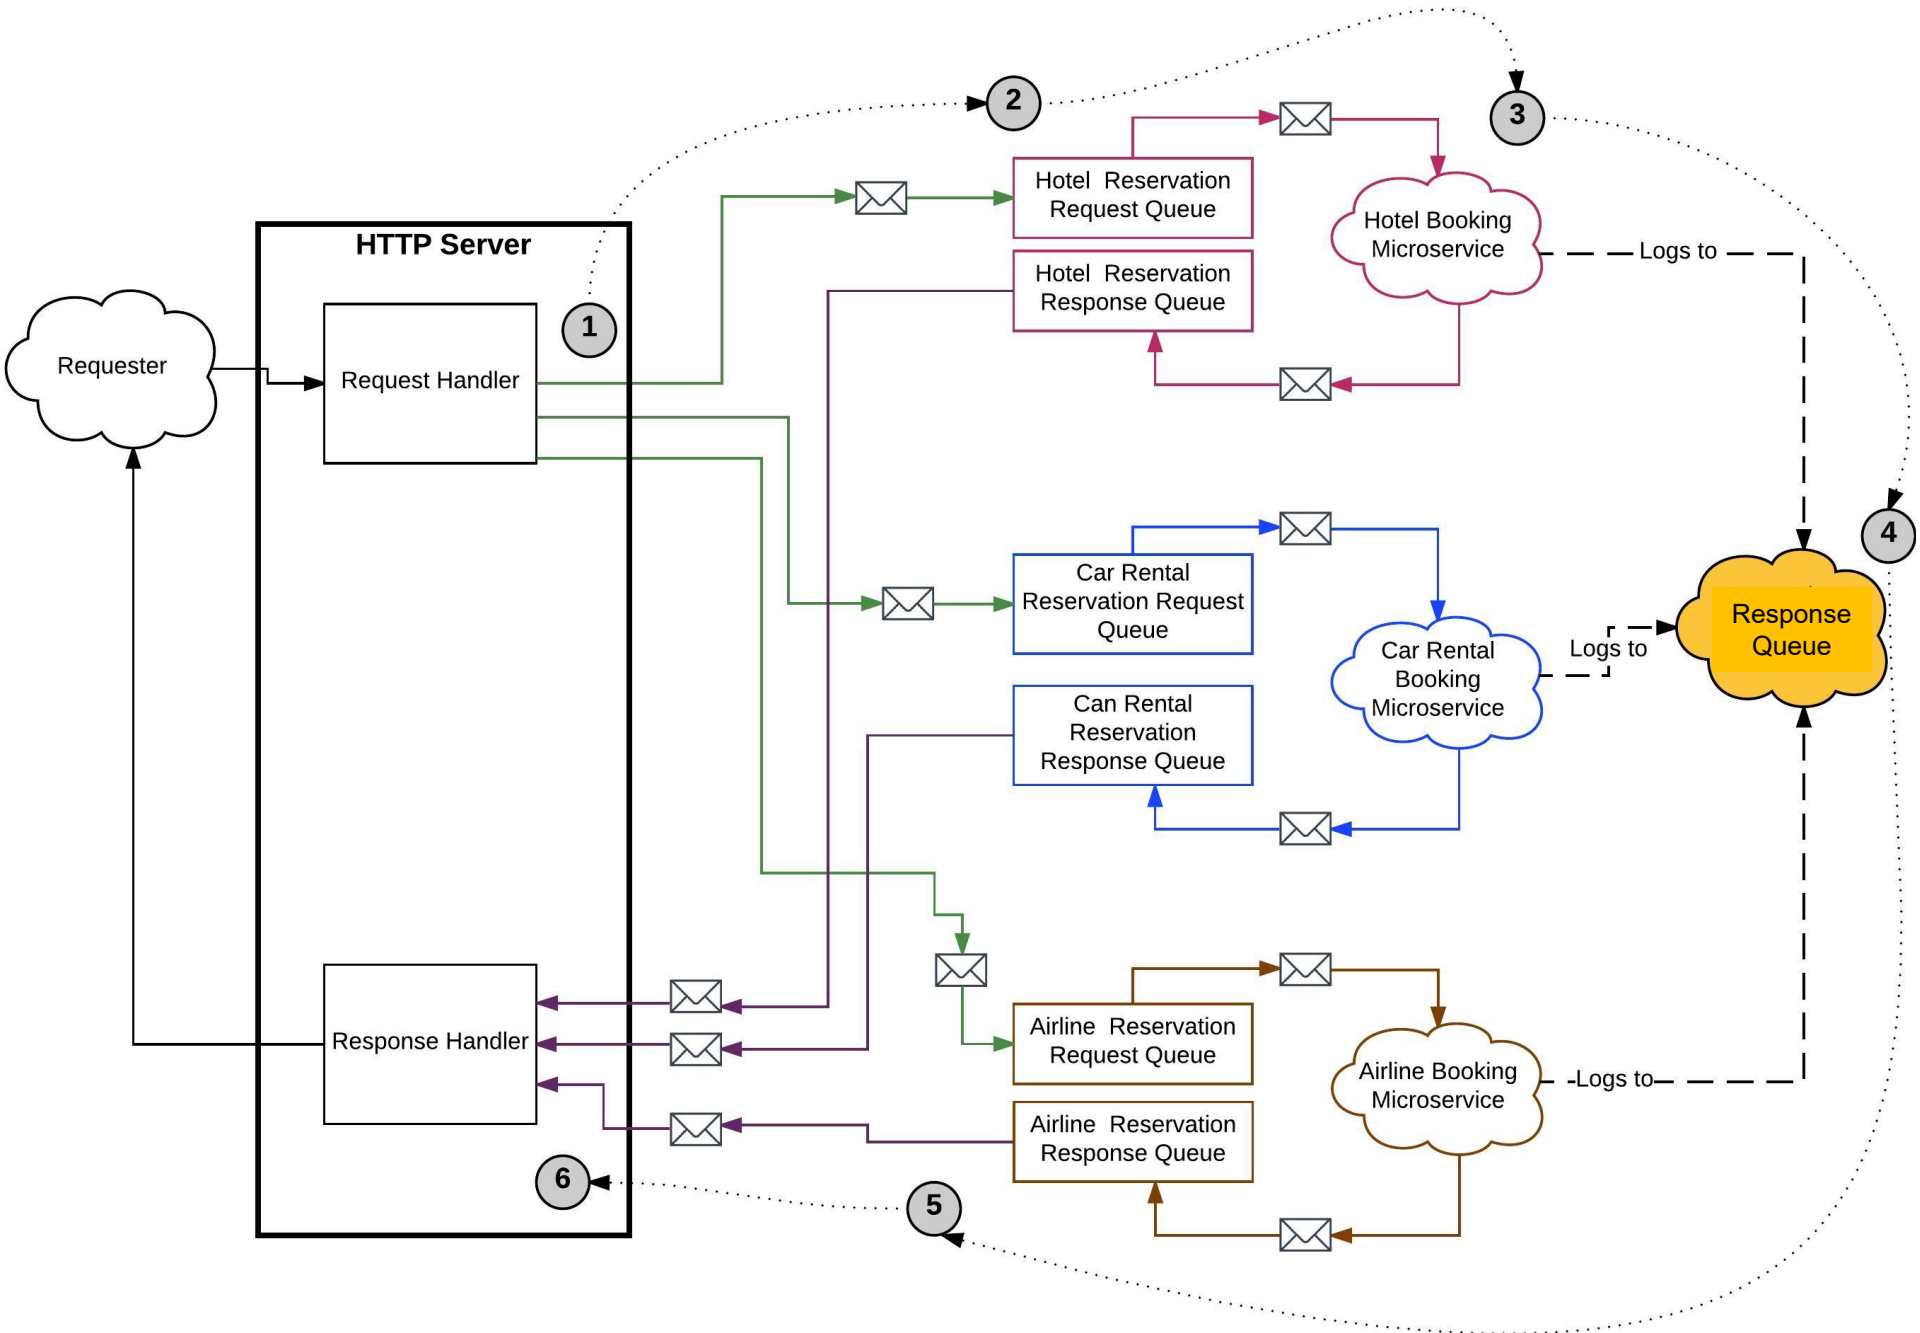 2
3
Hotel Reservation
Request Queue
Hotel Booking
Microservice
Logs to
HTTP Server
Hotel Reservation
Response Queue
1
Requester
Request Handler
4
Car Rental
Reservation Request
Queue
Response
Queue
Logs to
Car Rental
Booking
Microservice
Can Rental
Reservation
Response Queue
Response Handler
Airline Reservation
Request Queue
Airline Booking
Microservice
Logs to
Airline Reservation
Response Queue
6
5